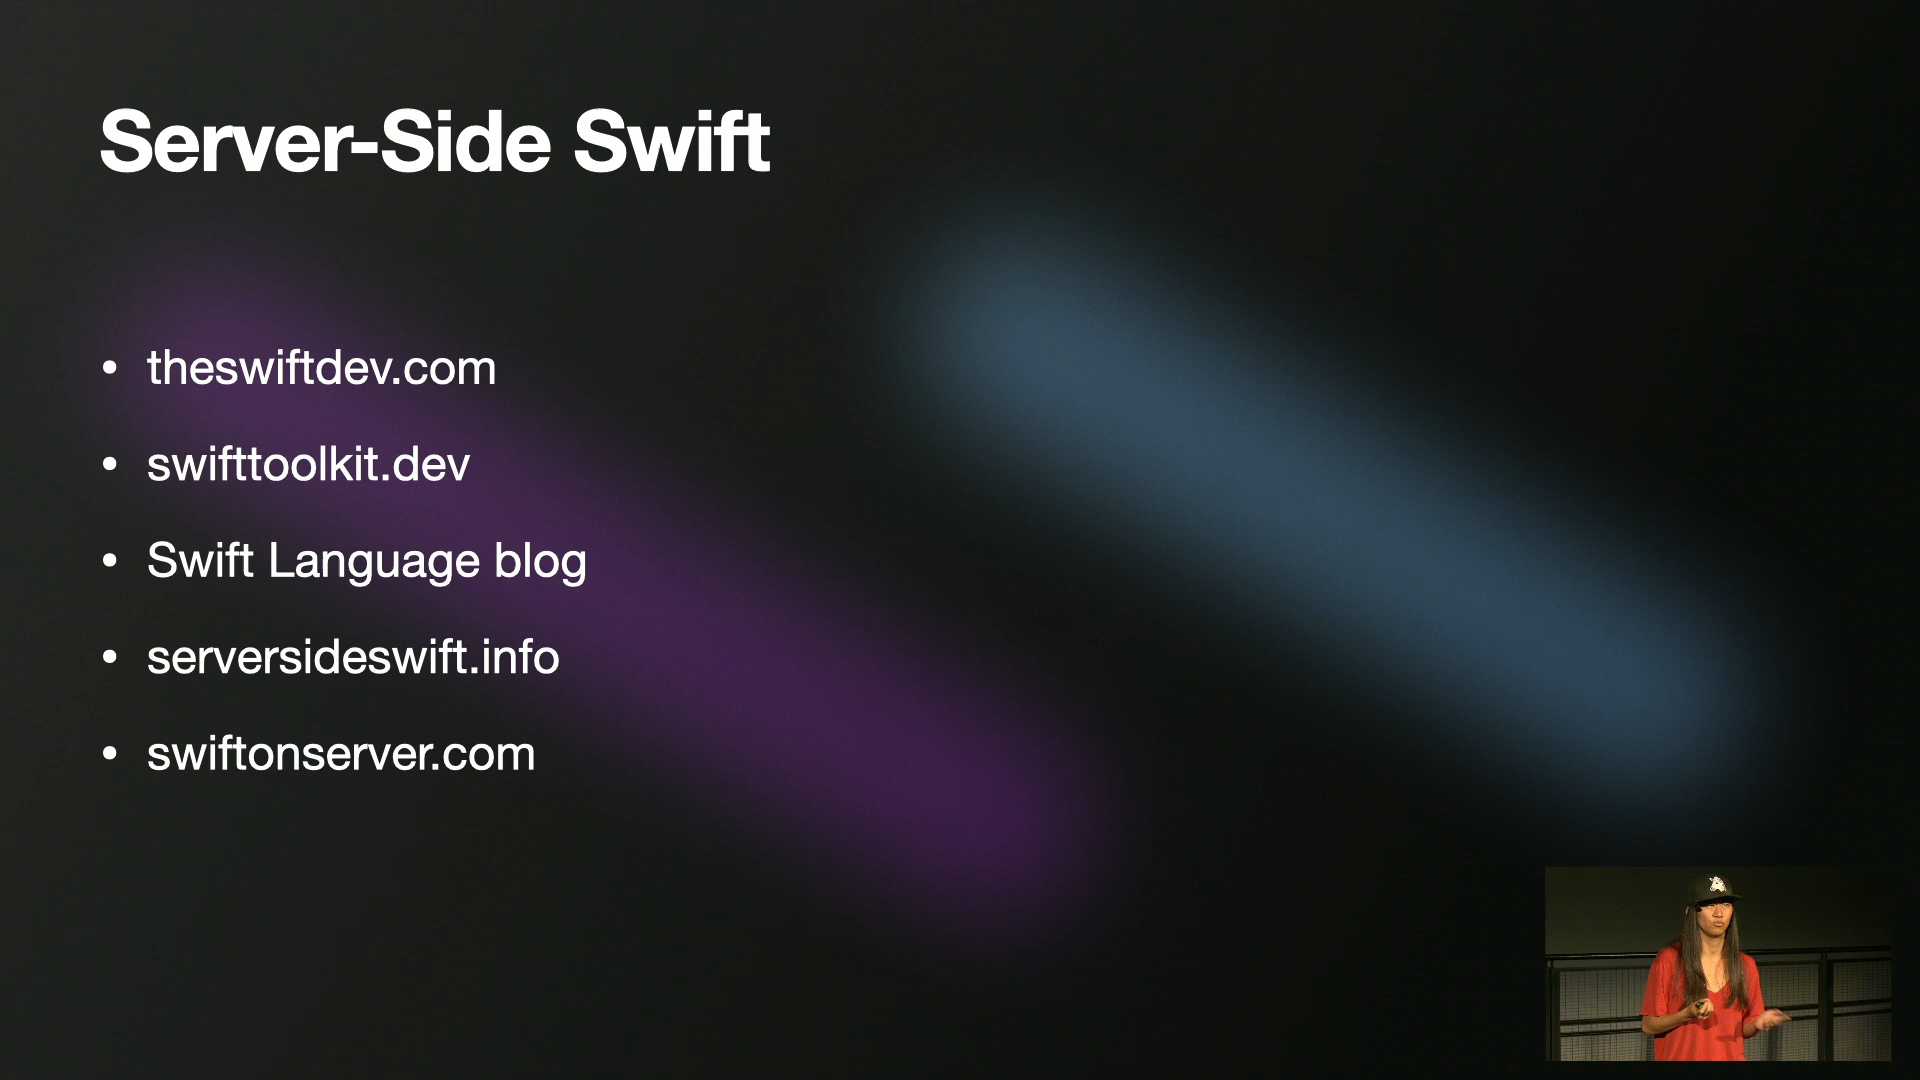 Server-Side Swift
• theswiftdev.com
• swifttoolkit.dev
• Swift Language blog
• serversideswift.info
• swiftonserver.com